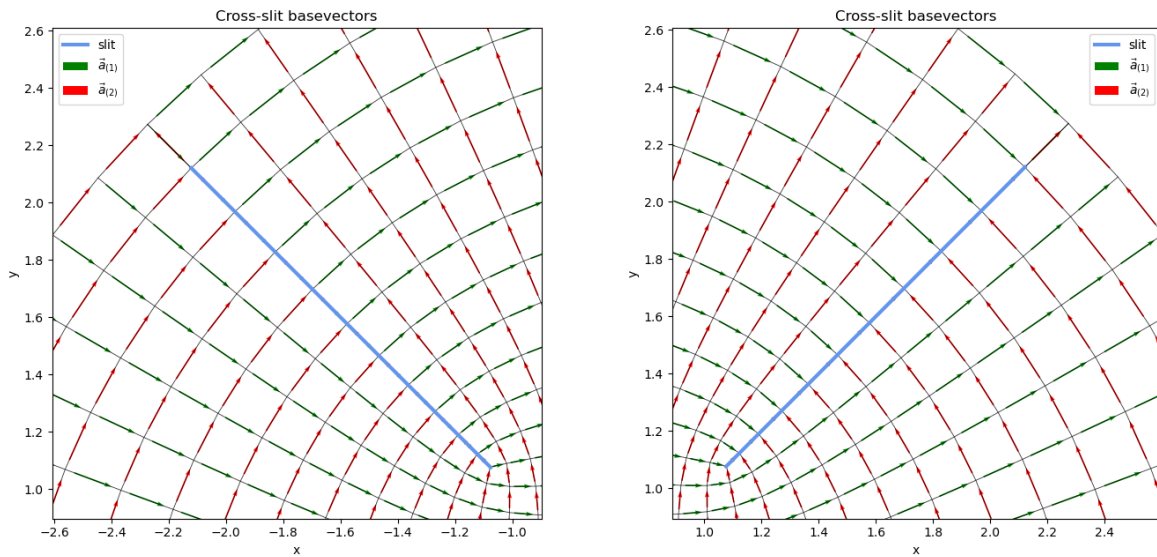 Cross-slit basevectors
2.6
2.4
2.2
2.0
1.8
1.6
1.4
1.2
1.0
y
slit
a⃗(1)
a⃗(2)
−2.6 −2.4 −2.2 −2.0 −1.8 −1.6 −1.4 −1.2 −1.0
x
Cross-slit basevectors
2.6
2.4
2.2
2.0
1.8
1.6
1.4
1.2
1.0
y
slit
a⃗(1)
a⃗(2)
1.0 1.2 1.4 1.6 1.8 2.0 2.2 2.4
x